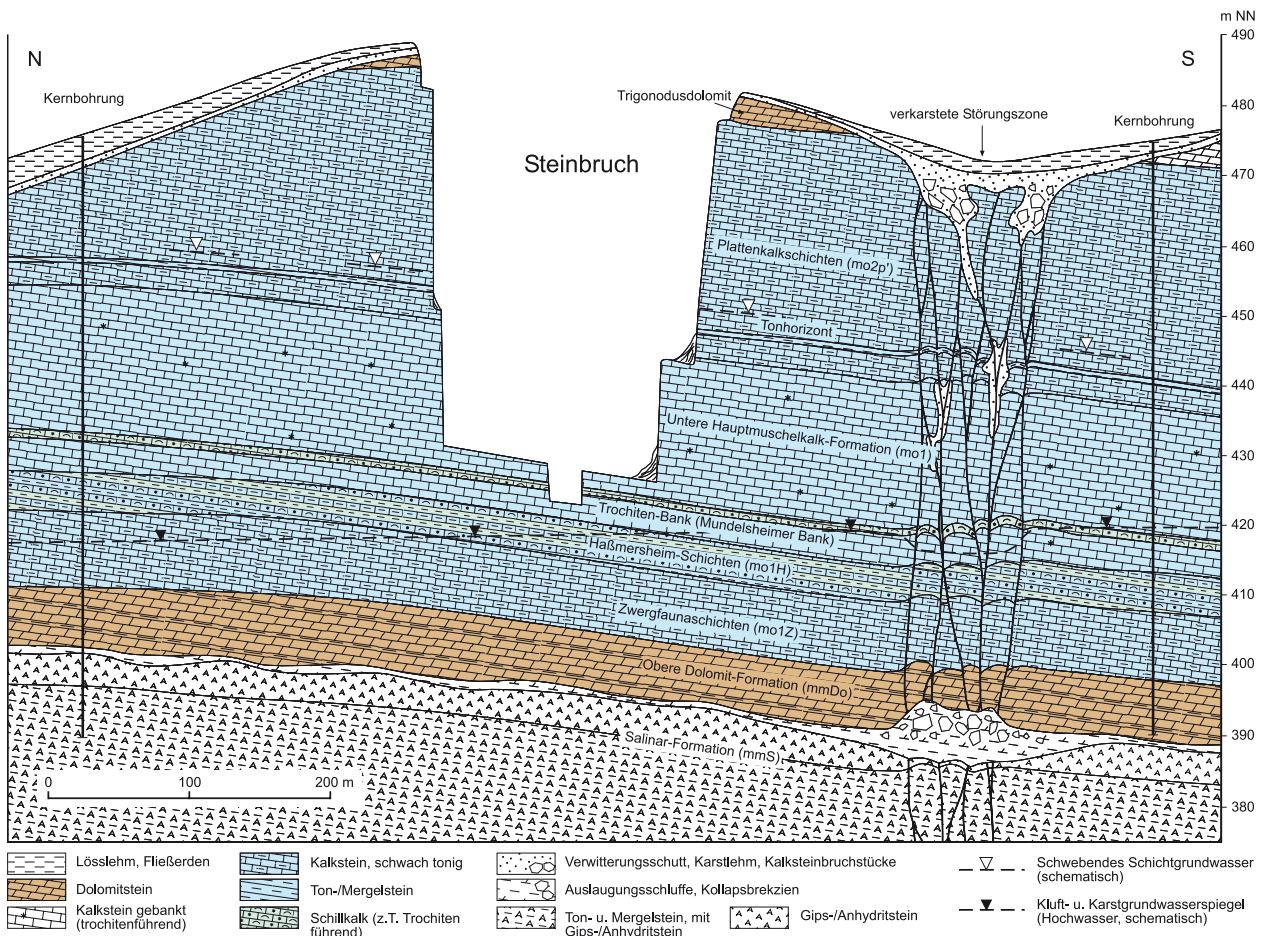 m NN
490
480
470
460
450
440
430
420
410
400
390
380
N
S
Kernbohrung
Trigonodusdolomit
verkarstete Störungszone
Kernbohrung
Steinbruch
Plattenkalkschichten (mo2p')
Tonhorizont
Untere Hauptmuschelkalk-Formation (mo1)
Trochiten-Bank (Mundelsheimer Bank)
Haßmersheim-Schichten (mo1H)
Zwergfaunaschichten (mo1Z)
Obere Dolomit-Formation (mmDo)
Salinar-Formation (mmS)
0
100
200 m
Lösslehm, Fließerden
Dolomitstein
Kalkstein gebankt
(trochitenführend)
Kalkstein, schwach tonig
Ton-/Mergelstein
Schillkalk (z.T. Trochiten
führend)
Verwitterungsschutt, Karstlehm, Kalksteinbruchstücke
Auslaugungsschluffe, Kollapsbrekzien
Ton- u. Mergelstein, mit
Gips-/Anhydritstein
Gips-/Anhydritstein
Schwebendes Schichtgrundwasser
(schematisch)
Kluft- u. Karstgrundwasserspiegel
(Hochwasser, schematisch)